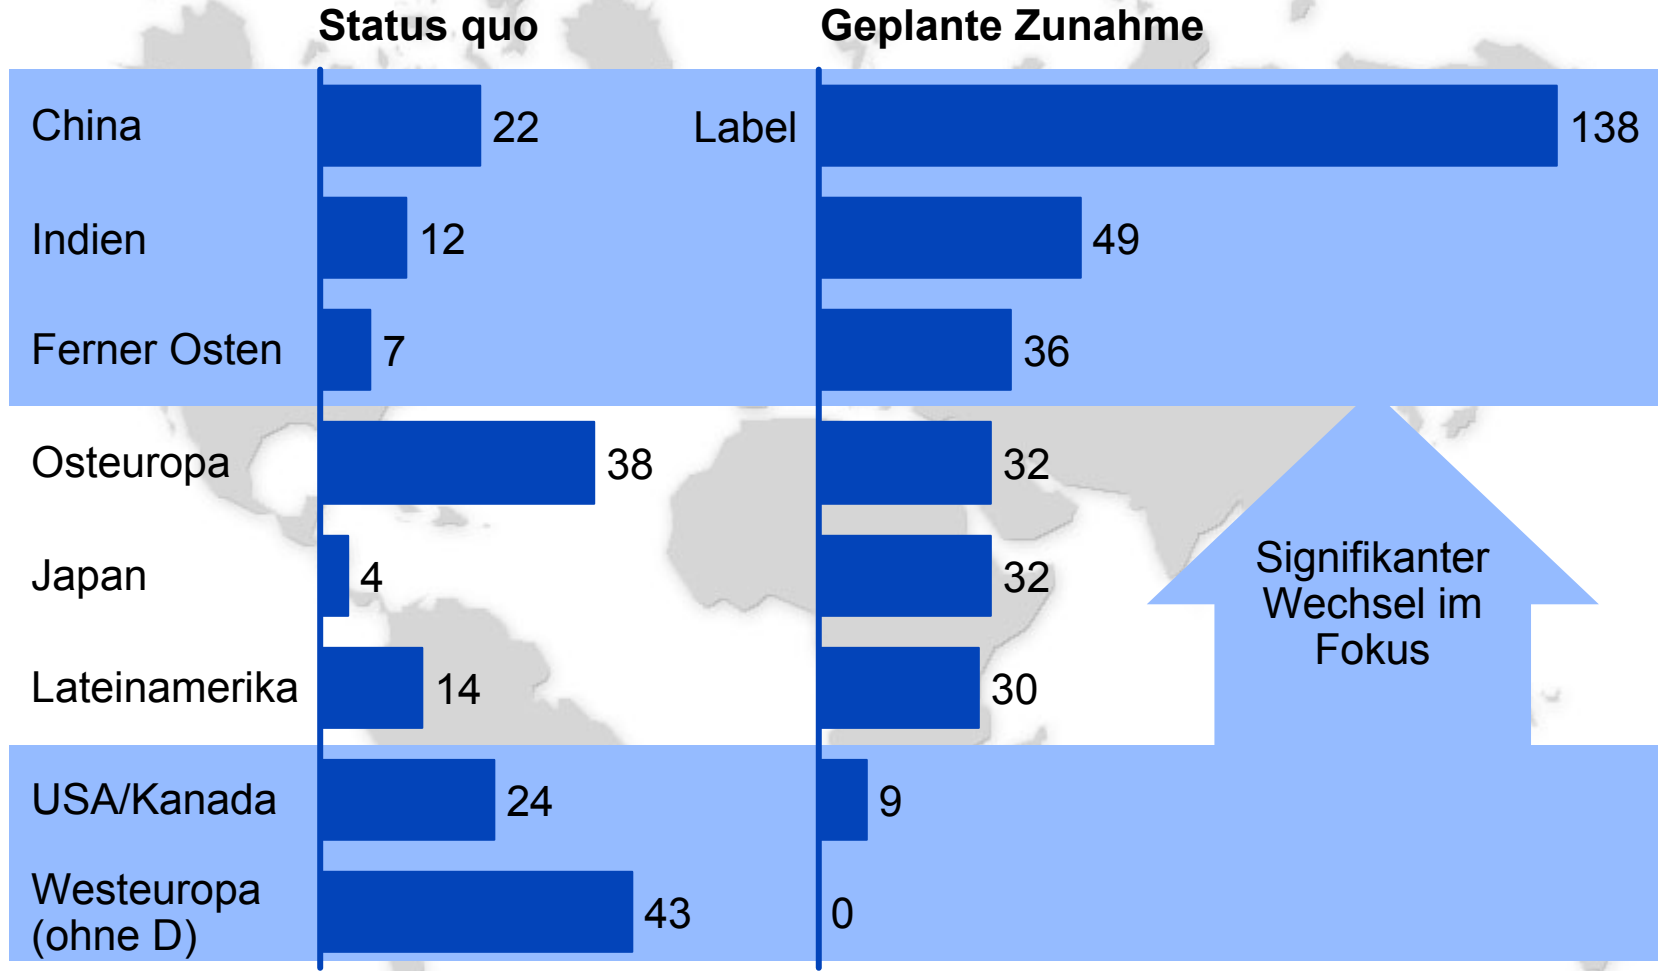 Status quo
Geplante Zunahme
China
22
Label
138
Indien
12
49
Ferner Osten
7
36
Osteuropa
38
32
Japan
4
32
Lateinamerika
14
30
USA/Kanada
24
9
Westeuropa
(ohne D)
43
0
Signifikanter
Wechsel im
Fokus